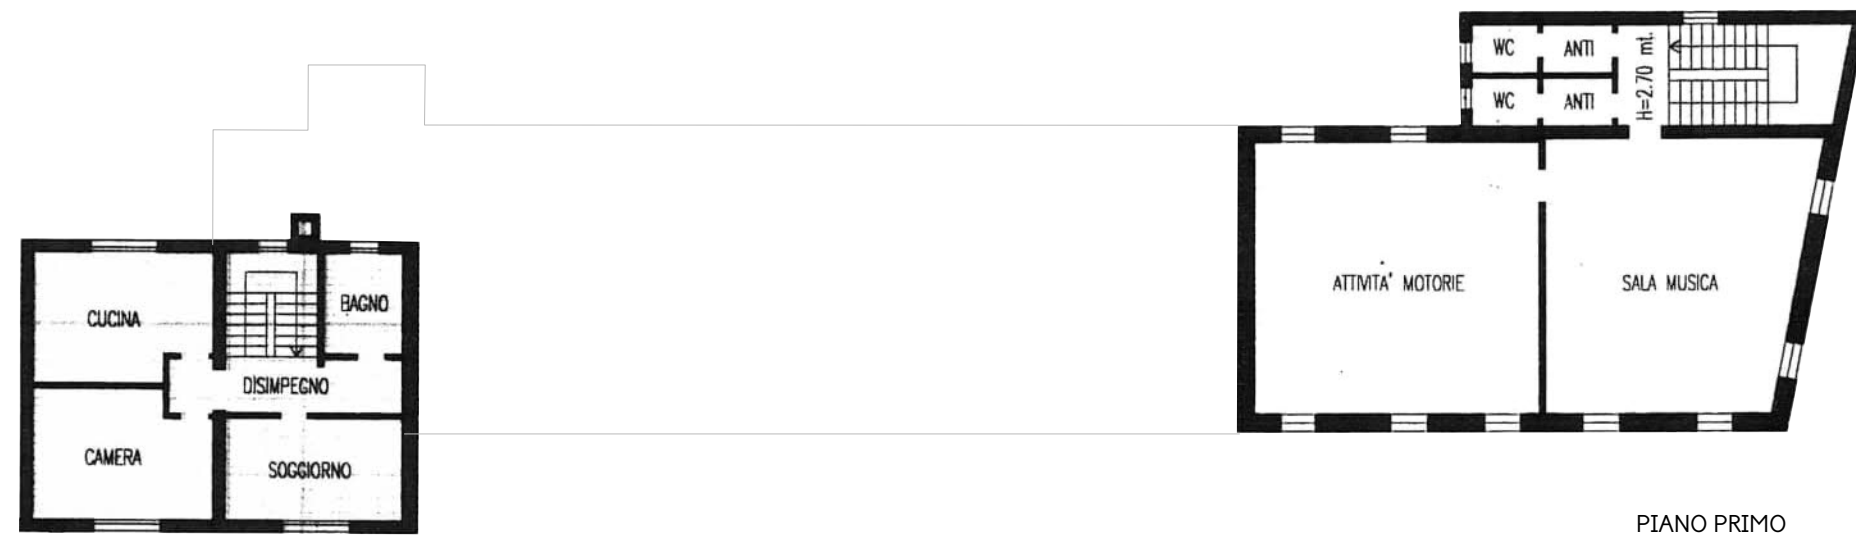 WC
ANTI
WC
ANTI
H=2.70 mt.
CUCINA
BAGNO
DISIMPEGNO
CAMERA
SOGGIORNO
ATTIVITA' MOTORIE
SALA MUSICA
PIANO PRIMO